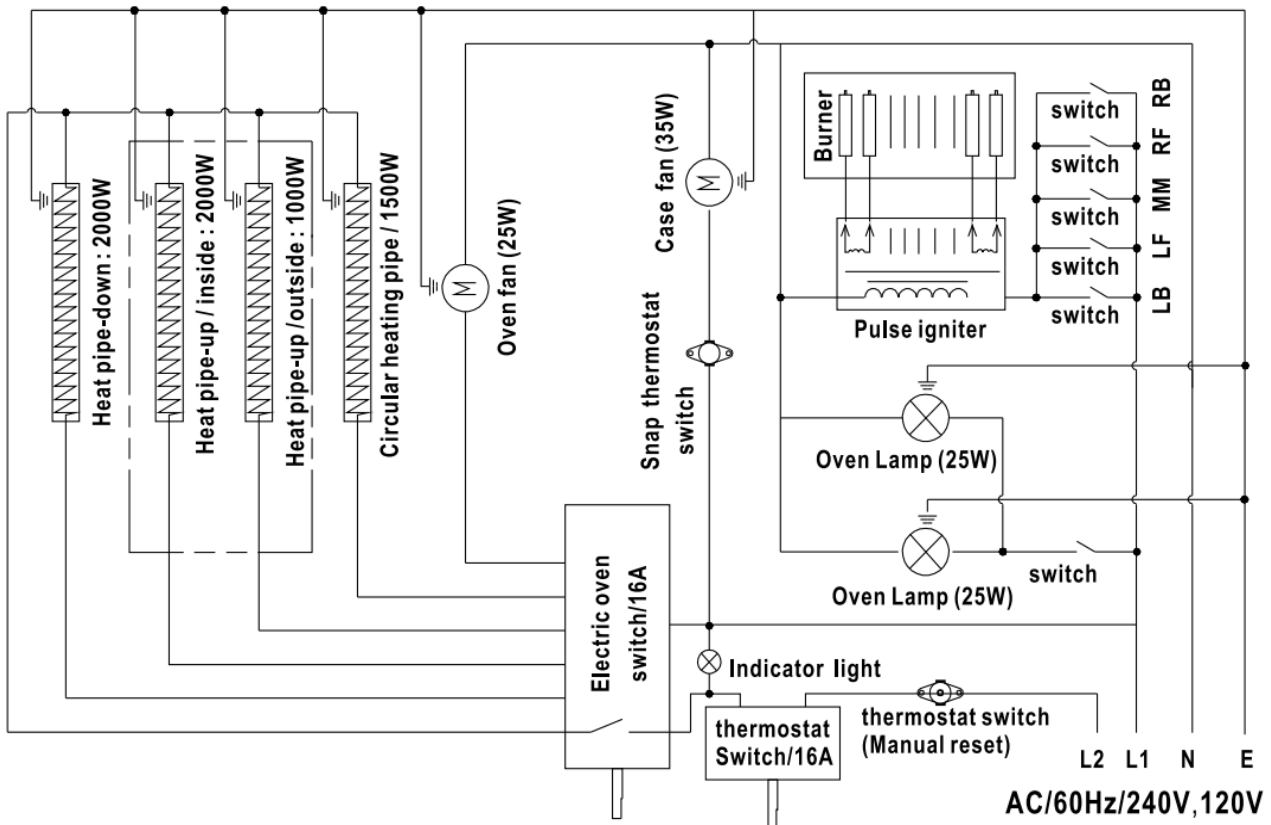 Heat pipe-down : 2000W
Heat pipe-up / inside : 2000W
Heat pipe-up /outside : 1000W
Circular heating pipe / 1500W
M
Oven fan (25W)
M
Case fan (35W)
Snap thermostat
switch
Burner
Pulse igniter
switch
RB
switch
RF
switch
MM
switch
LF
switch
LB
Oven Lamp (25W)
Oven Lamp (25W)
switch
Electric oven
switch/16A
Indicator light
thermostat
Switch/16A
thermostat switch
(Manual reset)
L2 L1 N E
AC/60Hz/240V,120V